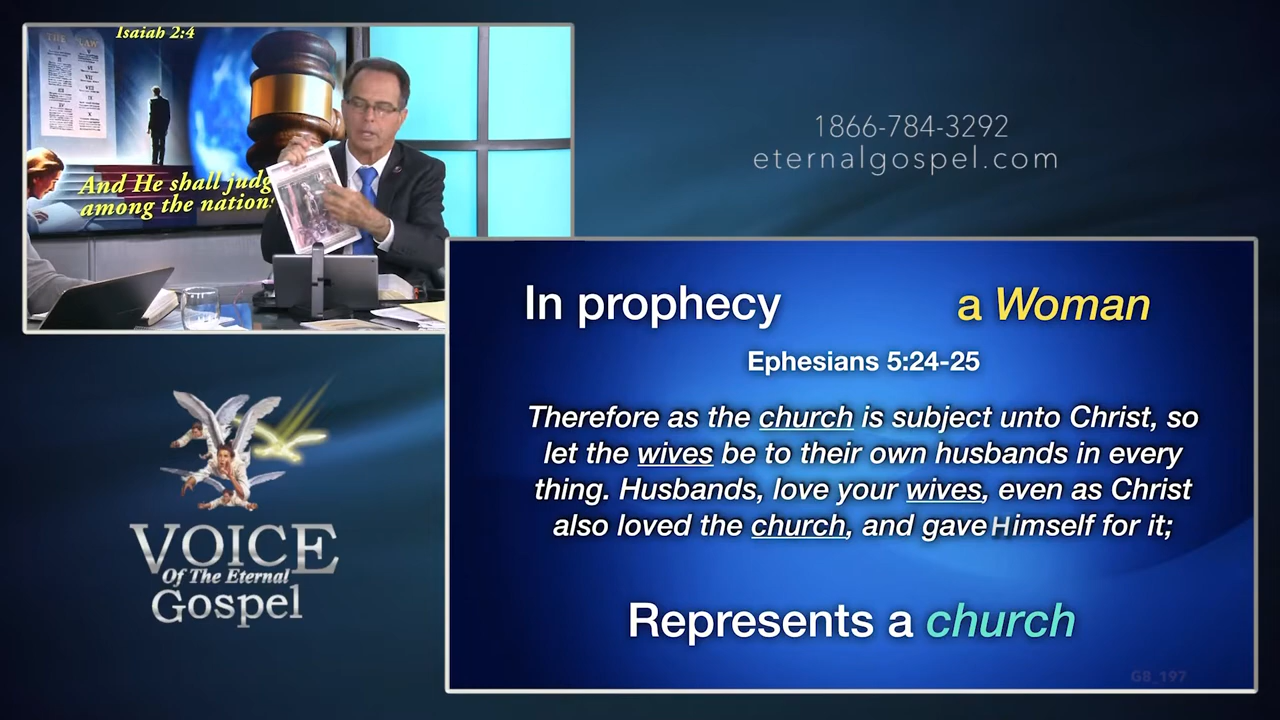 Isaiah 2:4
THE LAW
And He shall judg
among the nation
1866-784-3292
eternalgospel.com
In prophecy a Woman
Ephesians 5:24-25
Therefore as the church is subject unto Christ, so
let the wives be to their own husbands in every
thing. Husbands, love your wives, even as Christ
also loved the church, and gave Himself for it;
Represents a church
G8_197
VOICE
Of The Eternal
Gospel